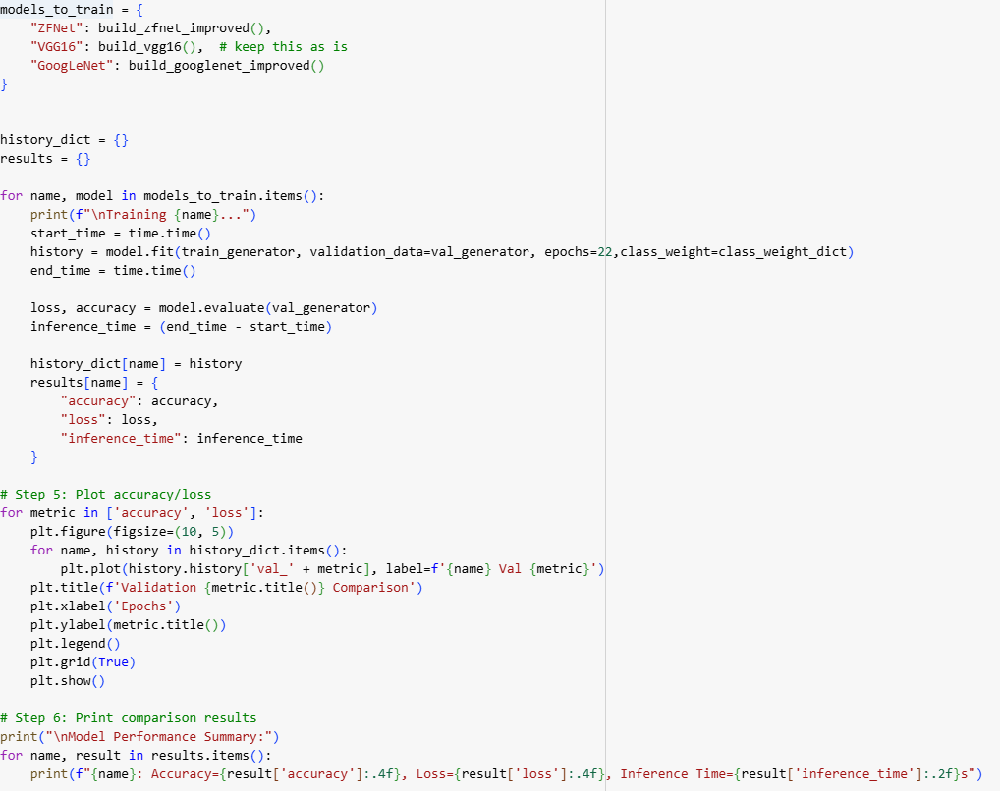 models_to_train = {
    "ZFNet": build_zfnet_improved(),
    "VGG16": build_vgg16(),  # keep this as is
    "GoogLeNet": build_googlenet_improved()
}
history_dict = {}
results = {}
for name, model in models_to_train.items():
    print(f"\nTraining {name}...")
    start_time = time.time()
    history = model.fit(train_generator, validation_data=val_generator, epochs=22,class_weight=class_weight_dict)
    end_time = time.time()
    loss, accuracy = model.evaluate(val_generator)
    inference_time = (end_time - start_time)
    history_dict[name] = history
    results[name] = {
        "accuracy": accuracy,
        "loss": loss,
        "inference_time": inference_time
    }
# Step 5: Plot accuracy/loss
for metric in ['accuracy', 'loss']:
    plt.figure(figsize=(10, 5))
    for name, history in history_dict.items():
        plt.plot(history.history['val_' + metric], label=f'{name} Val {metric}')
    plt.title(f'Validation {metric.title()} Comparison')
    plt.xlabel('Epochs')
    plt.ylabel(metric.title())
    plt.legend()
    plt.grid(True)
    plt.show()
# Step 6: Print comparison results
print("\nModel Performance Summary:")
for name, result in results.items():
    print(f"{name}: Accuracy={result['accuracy']:.4f}, Loss={result['loss']:.4f}, Inference Time={result['inference_time']:.2f}s")